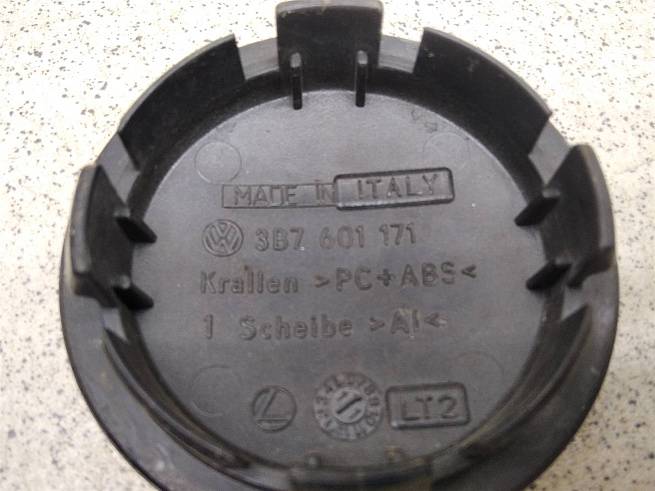 MADE IN ITALY
3B7 601 171
Krallen >PC+ABS<
1 Scheibe >Al<
LT2